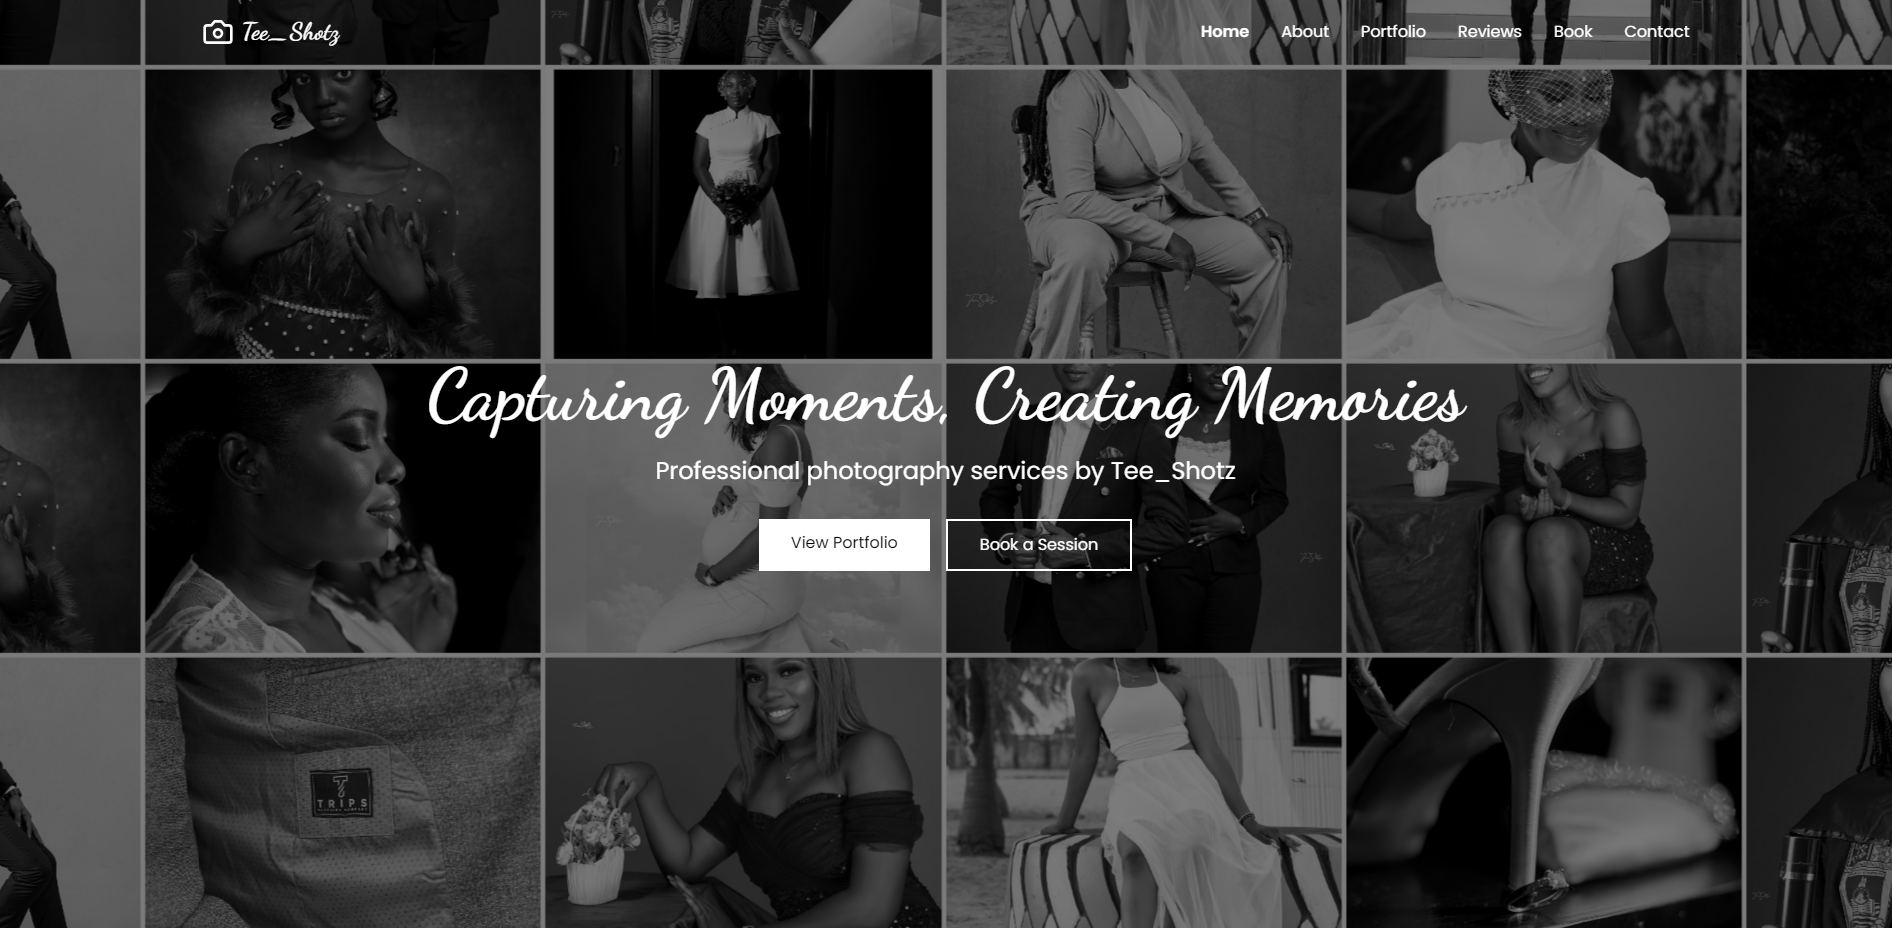 Tee_Shotz
Home About Portfolio Reviews Book Contact
Capturing Moments, Creating Memories
Professional photography services by Tee_Shotz
View Portfolio Book a Session
TRIPS